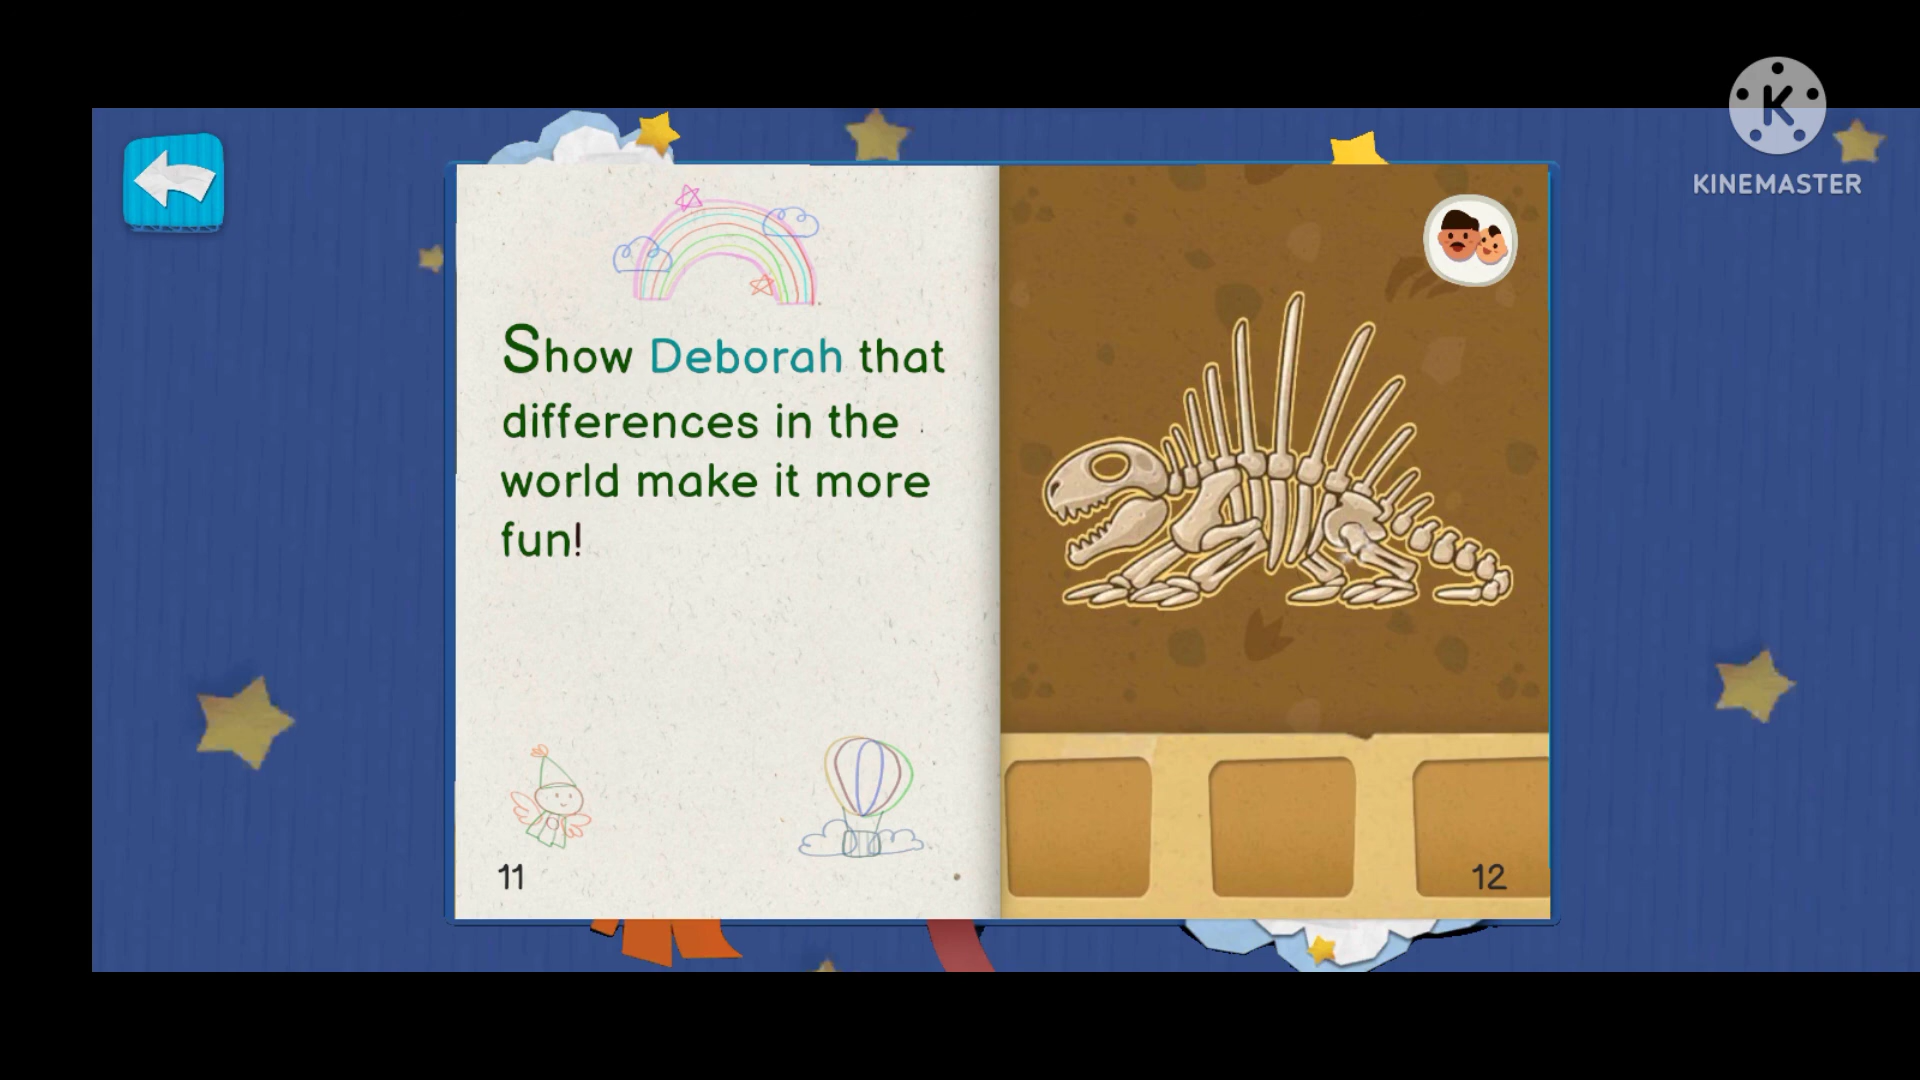 KINEMASTER
Show Deborah that
differences in the
world make it more
fun!
11
12